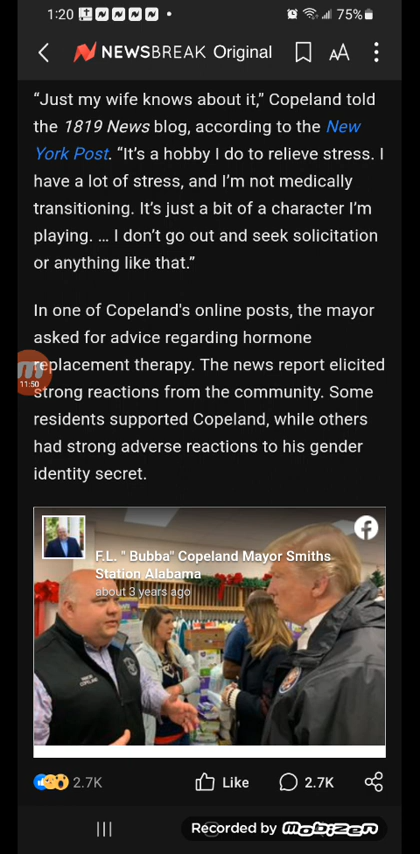 1:20
75%
NEWSBREAK Original
AA
“Just my wife knows about it,” Copeland told
the 1819 News blog, according to the New
York Post. “It’s a hobby I do to relieve stress. I
have a lot of stress, and I’m not medically
transitioning. It’s just a bit of a character I’m
playing. … I don’t go out and seek solicitation
or anything like that.”
In one of Copeland's online posts, the mayor
asked for advice regarding hormone
replacement therapy. The news report elicited
strong reactions from the community. Some
residents supported Copeland, while others
had strong adverse reactions to his gender
identity secret.
11:50
F.L. " Bubba" Copeland Mayor Smiths
Station Alabama
about 3 years ago
2.7K
Like
2.7K
Recorded by mobizen